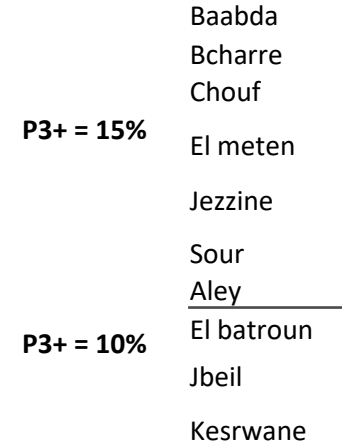 Baabda
Bcharre
Chouf
P3+ = 15%
El meten
Jezzine
Sour
Aley
El batroun
P3+ = 10%
Jbeil
Kesrwane